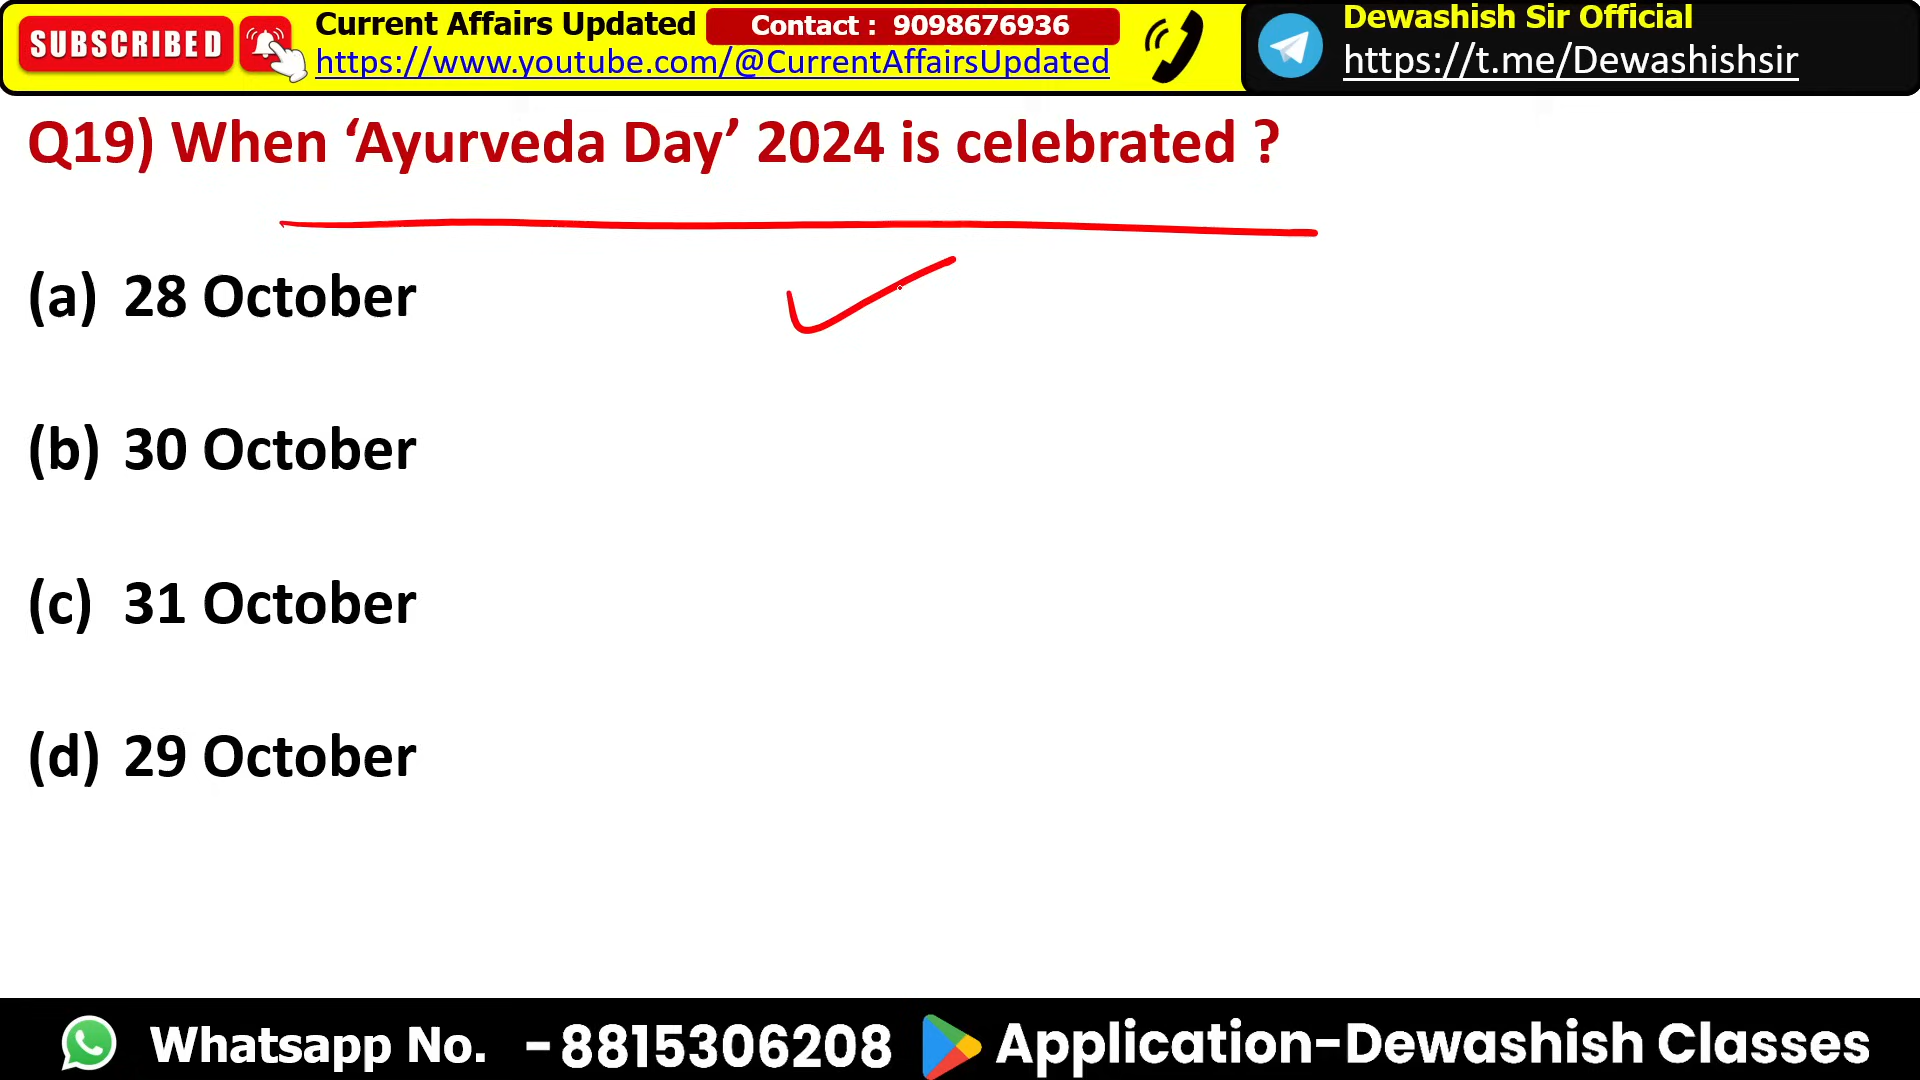 SUBSCRIBED
Current Affairs Updated
Contact : 9098676936
https://www.youtube.com/@CurrentAffairsUpdated
Dewashish Sir Official
https://t.me/Dewashishsir
Q19) When ‘Ayurveda Day’ 2024 is celebrated ?
(a) 28 October
(b) 30 October
(c) 31 October
(d) 29 October
Whatsapp No. -8815306208
Application-Dewashish Classes